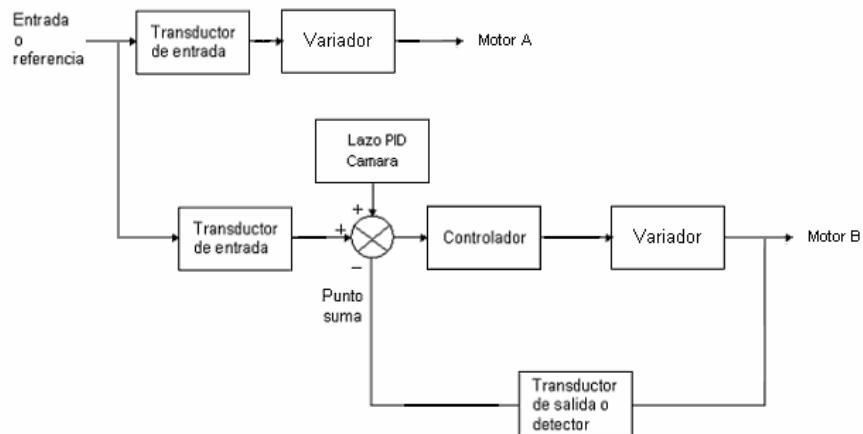 Entrada
o
referencia
Transductor
de entrada
Variador
Motor A
Lazo PID
Camara
+
+
−
Transductor
de entrada
Controlador
Variador
Motor B
Punto
suma
Transductor
de salida o
detector